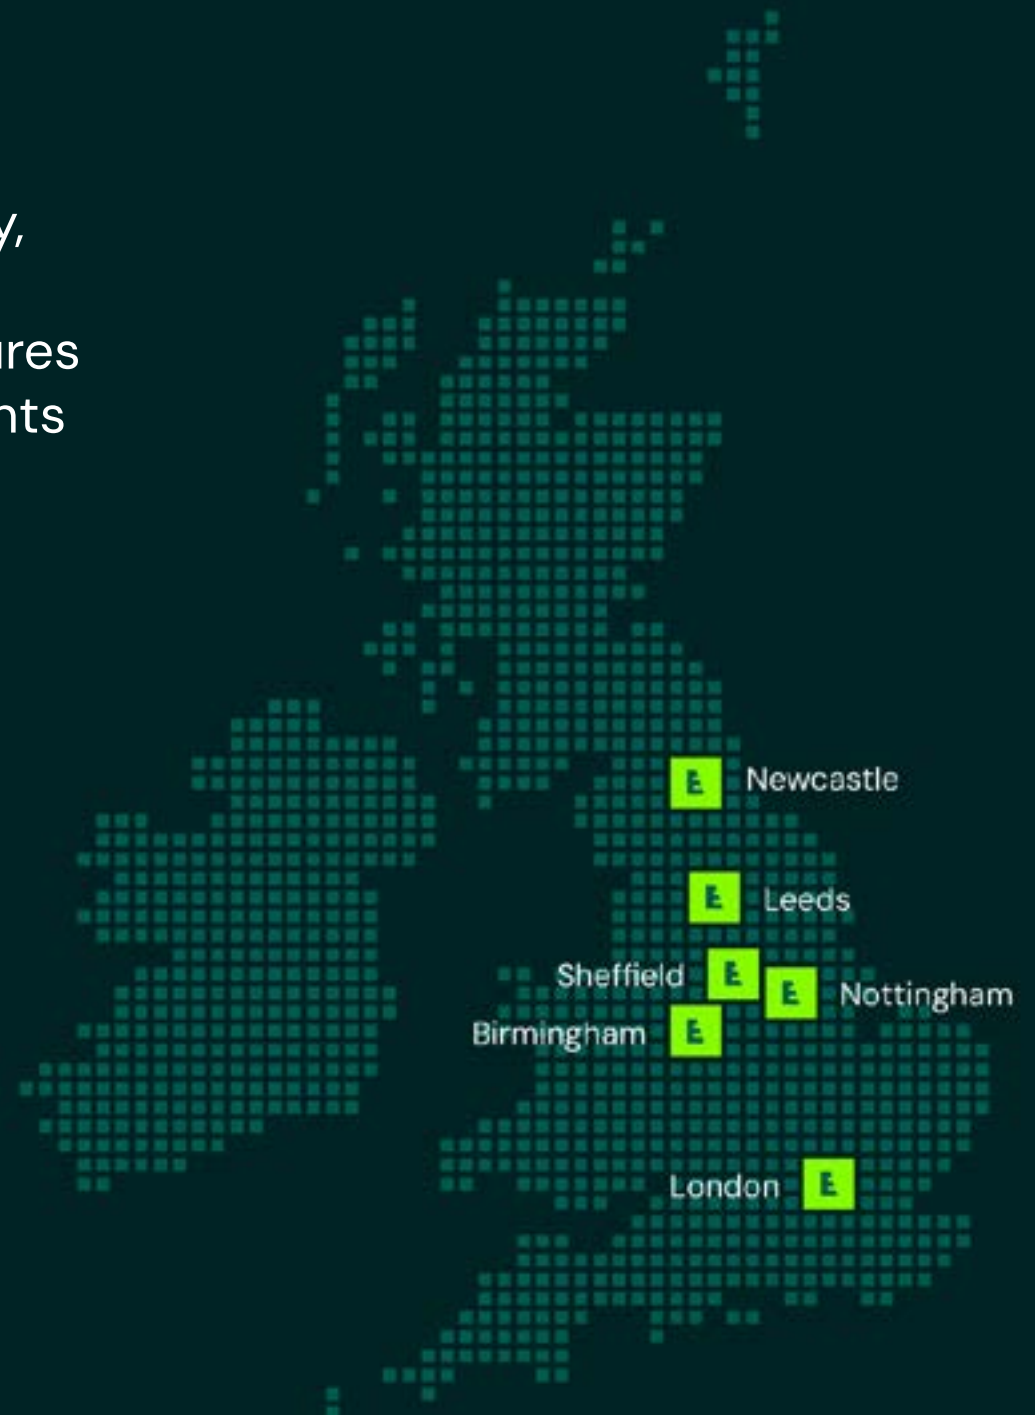 y,
ures
nts
E Newcastle
E Leeds
Sheffield E
E Nottingham
Birmingham E
London E